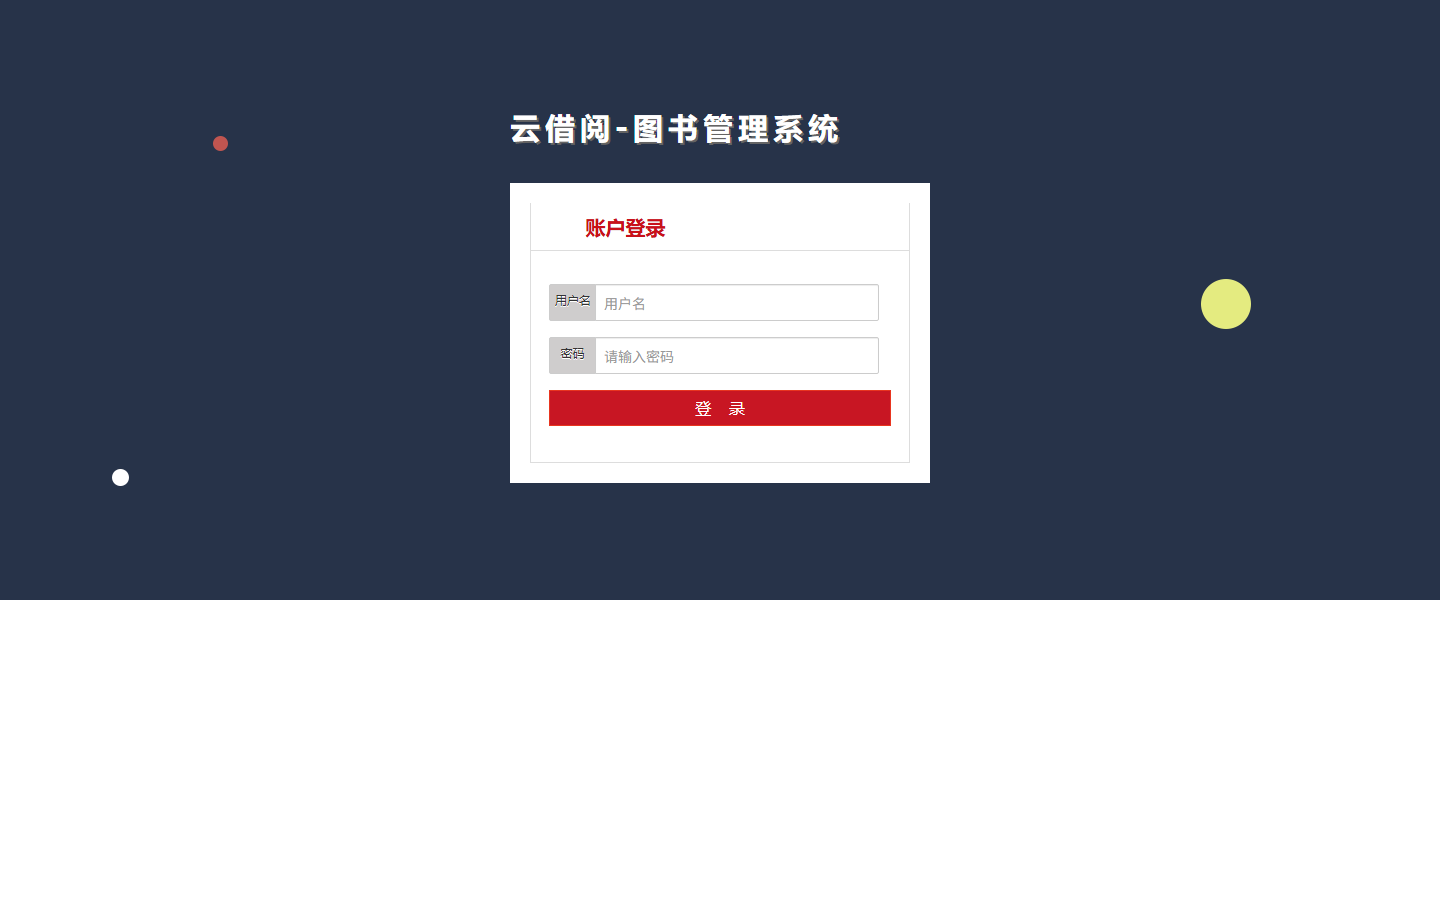 云借阅-图书管理系统
账户登录
用户名 用户名
密码 请输入密码
登 录